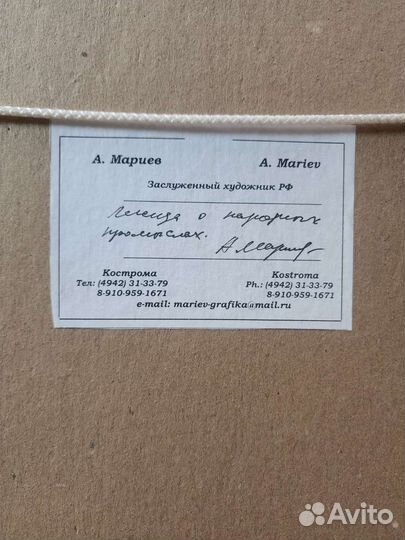 А. Мариев A. Mariev
Заслуженный художник РФ
Легенда о народных
промыслах. А Мариев
Кострома Kostroma
Тел: (4942) 31-33-79 Ph.: (4942) 31-33-79
8-910-959-1671 8-910-959-1671
e-mail: mariev-grafika@mail.ru
Avito